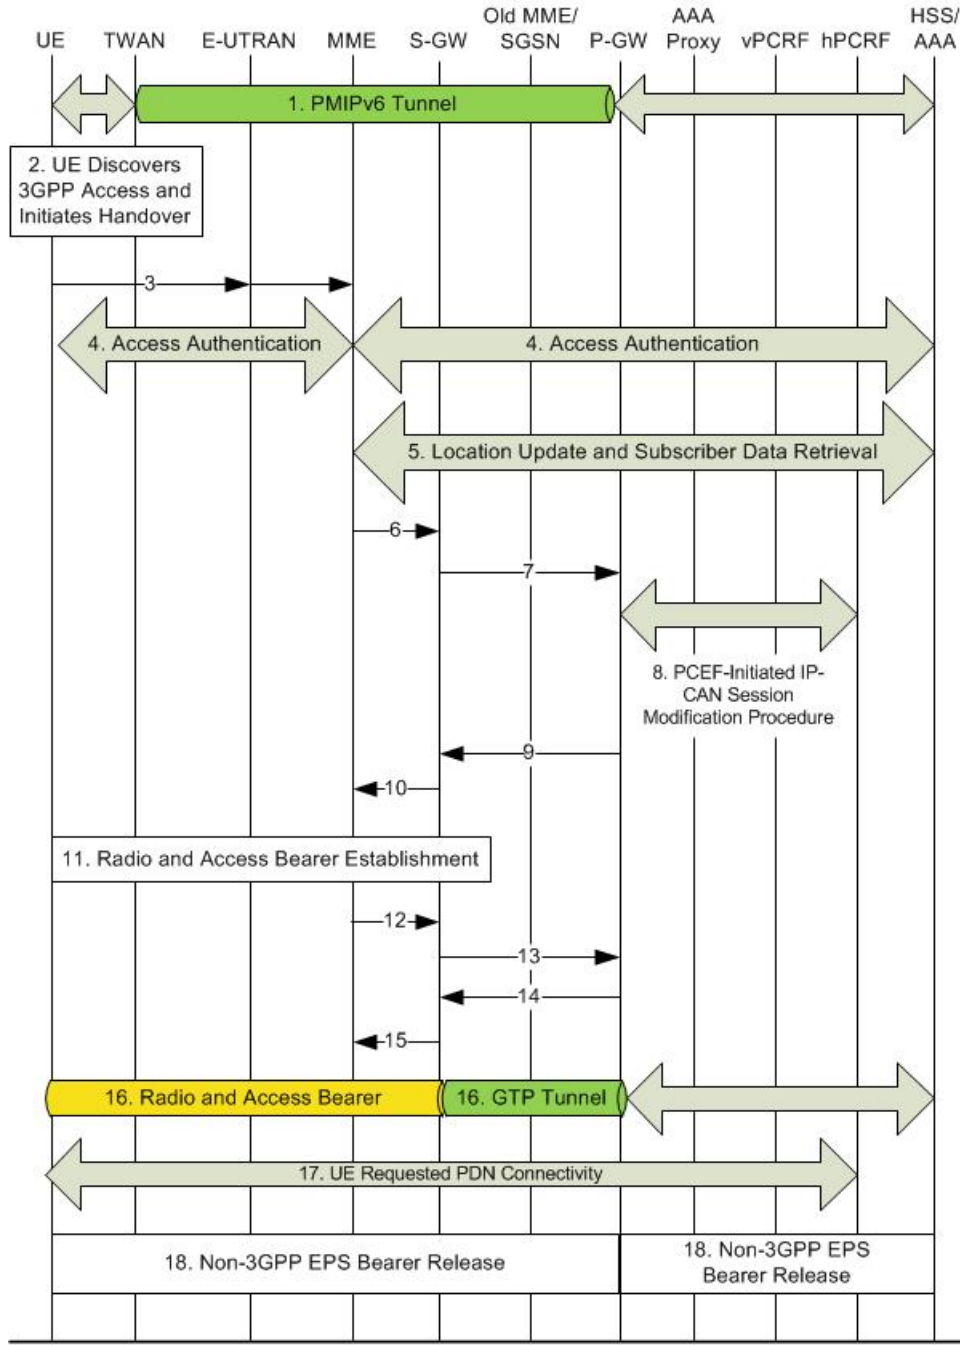 Old MME/
AAA
HSS/
UE TWAN E-UTRAN MME S-GW SGSN P-GW Proxy vPCRF hPCRF AAA
1. PMIPv6 Tunnel
2. UE Discovers
3GPP Access and
Initiates Handover
3
4. Access Authentication
4. Access Authentication
5. Location Update and Subscriber Data Retrieval
6
7
8. PCEF-Initiated IP-
CAN Session
Modification Procedure
9
10
11. Radio and Access Bearer Establishment
12
13
14
15
16. Radio and Access Bearer
16. GTP Tunnel
17. UE Requested PDN Connectivity
18. Non-3GPP EPS Bearer Release
18. Non-3GPP EPS
Bearer Release